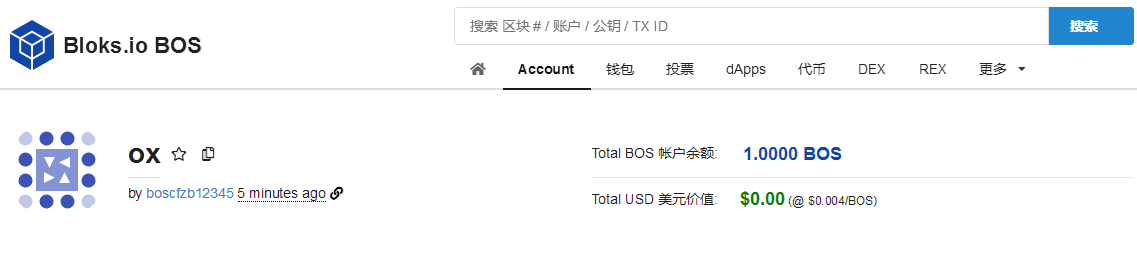 Bloks.io BOS
搜索 区块 # / 账户 / 公钥 / TX ID
搜索
Account 钱包 投票 dApps 代币 DEX REX 更多
ox
by boscfzb12345 5 minutes ago
Total BOS 帐户余额: 1.0000 BOS
Total USD 美元价值: $0.00 (@ $0.004/BOS)